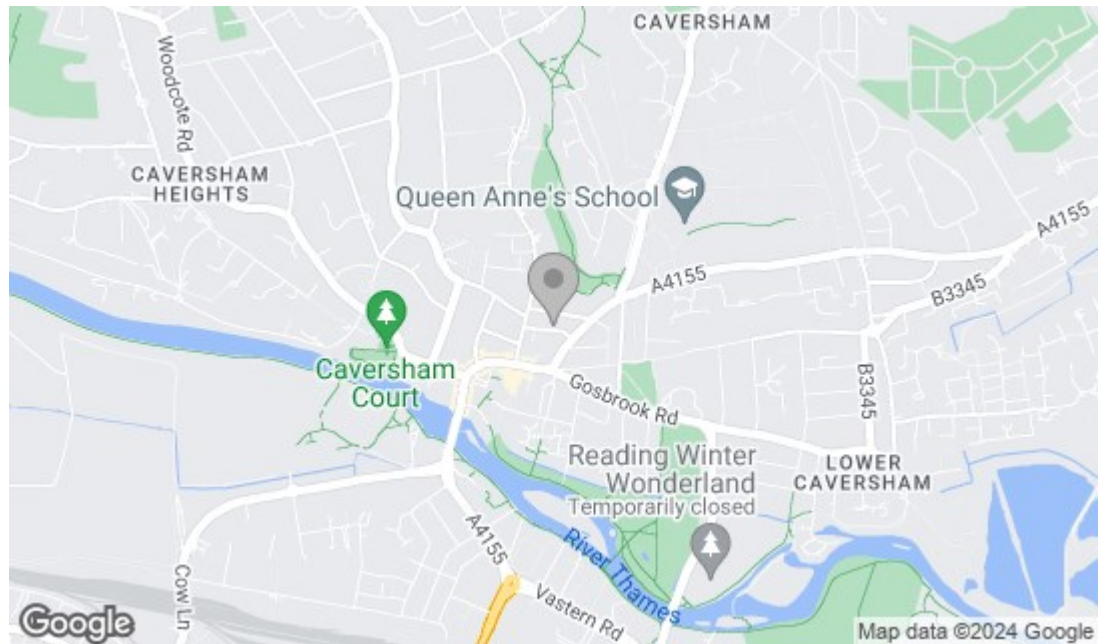 CAVERSHAM
Woodcote Rd
CAVERSHAM
HEIGHTS
Queen Anne's School
A4155
A4155
B3345
Caversham
Court
B3345
Gosbrook Rd
Reading Winter
Wonderland
Temporarily closed
LOWER
CAVERSHAM
A4155
River Thames
Cow Ln
Vastern Rd
Google
Map data ©2024 Google